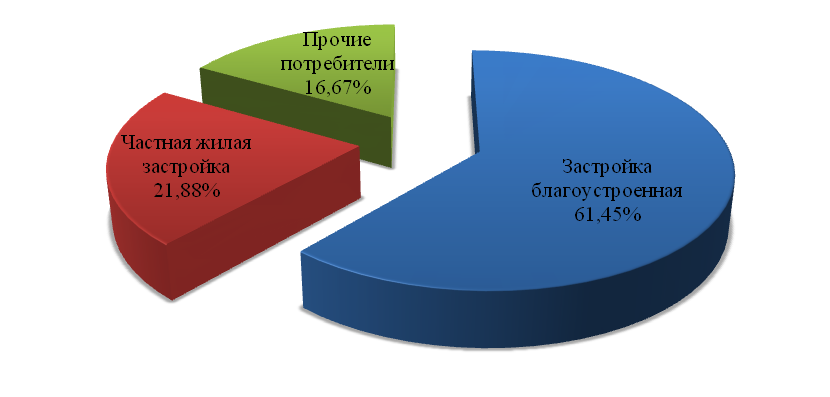 Прочие
потребители
16,67%
Частная жилая
застройка
21,88%
Застройка
благоустроенная
61,45%